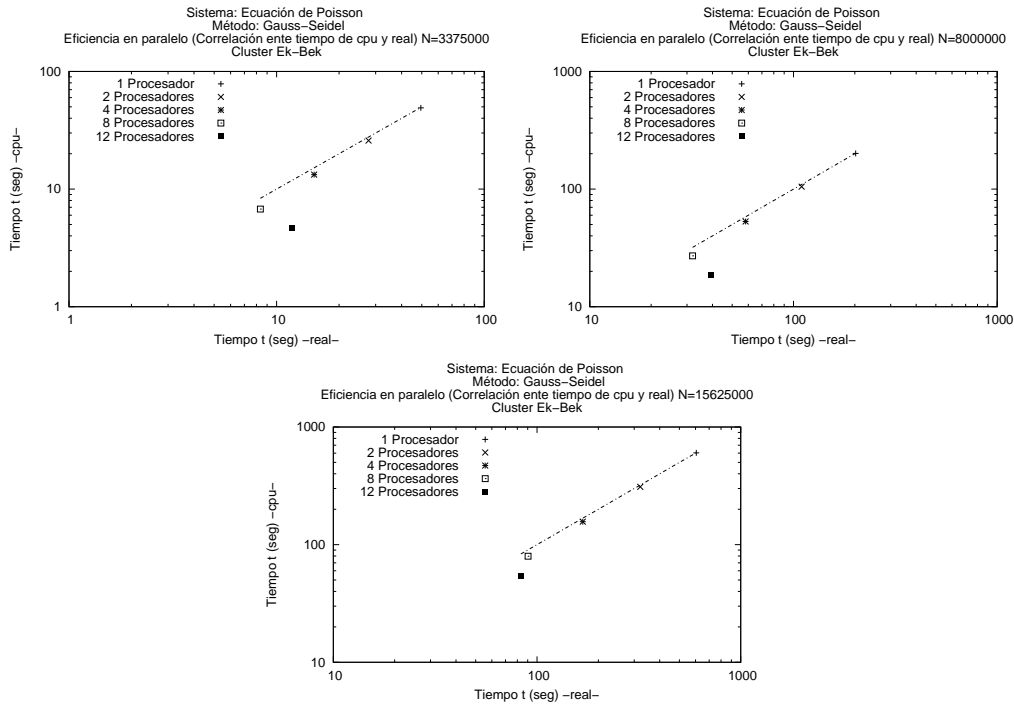 Sistema: Ecuación de Poisson
Método: Gauss−Seidel
Eficiencia en paralelo (Correlación ente tiempo de cpu y real) N=3375000
Cluster Ek−Bek
100
10
1
1
10
100
Tiempo t (seg) −cpu−
Tiempo t (seg) −real−
1 Procesador
2 Procesadores
4 Procesadores
8 Procesadores
12 Procesadores
Sistema: Ecuación de Poisson
Método: Gauss−Seidel
Eficiencia en paralelo (Correlación ente tiempo de cpu y real) N=8000000
Cluster Ek−Bek
1000
100
10
10
100
1000
Tiempo t (seg) −cpu−
Tiempo t (seg) −real−
1 Procesador
2 Procesadores
4 Procesadores
8 Procesadores
12 Procesadores
Sistema: Ecuación de Poisson
Método: Gauss−Seidel
Eficiencia en paralelo (Correlación ente tiempo de cpu y real) N=15625000
Cluster Ek−Bek
1000
100
10
10
100
1000
Tiempo t (seg) −cpu−
Tiempo t (seg) −real−
1 Procesador
2 Procesadores
4 Procesadores
8 Procesadores
12 Procesadores